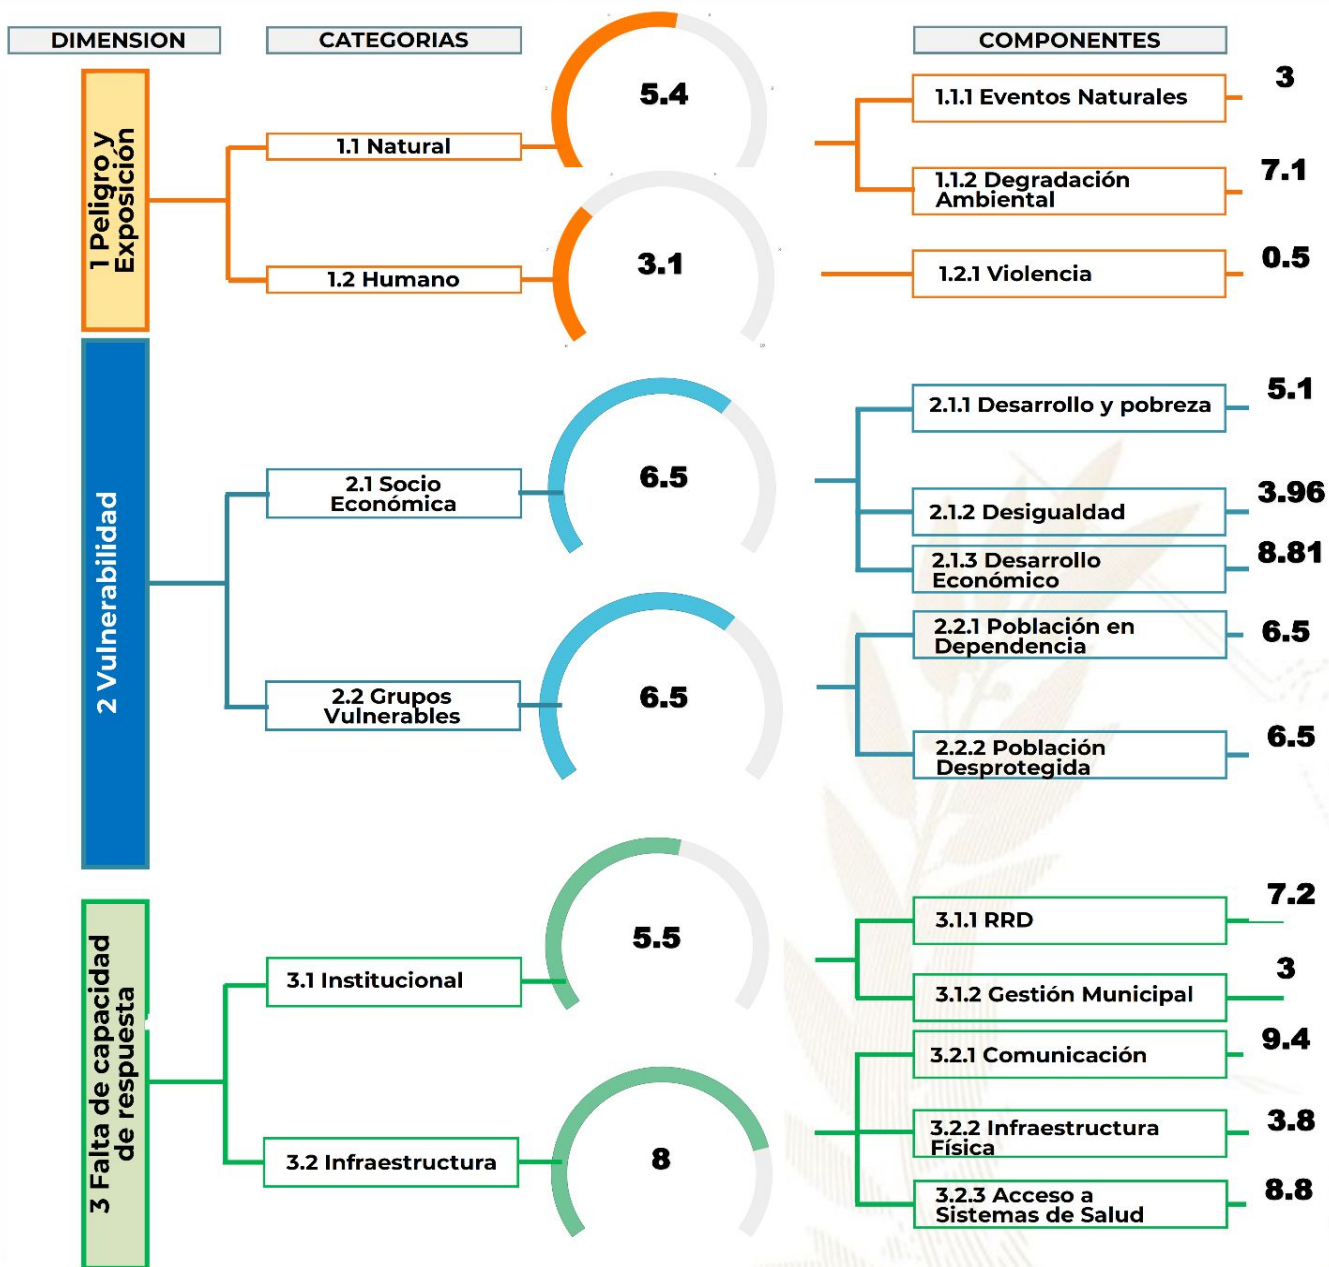 DIMENSION
CATEGORIAS
COMPONENTES
1 Peligro y
Exposición
1.1 Natural
5.4
1.1.1 Eventos Naturales
3
1.1.2 Degradación
Ambiental
7.1
1.2 Humano
3.1
1.2.1 Violencia
0.5
2 Vulnerabilidad
2.1 Socio
Económica
6.5
2.1.1 Desarrollo y pobreza
5.1
2.1.2 Desigualdad
3.96
2.1.3 Desarrollo
Económico
8.81
2.2 Grupos
Vulnerables
6.5
2.2.1 Población en
Dependencia
6.5
2.2.2 Población
Desprotegida
6.5
3 Falta de capacidad
de respuesta
3.1 Institucional
5.5
3.1.1 RRD
7.2
3.1.2 Gestión Municipal
3
3.2 Infraestructura
8
3.2.1 Comunicación
9.4
3.2.2 Infraestructura
Física
3.8
3.2.3 Acceso a
Sistemas de Salud
8.8